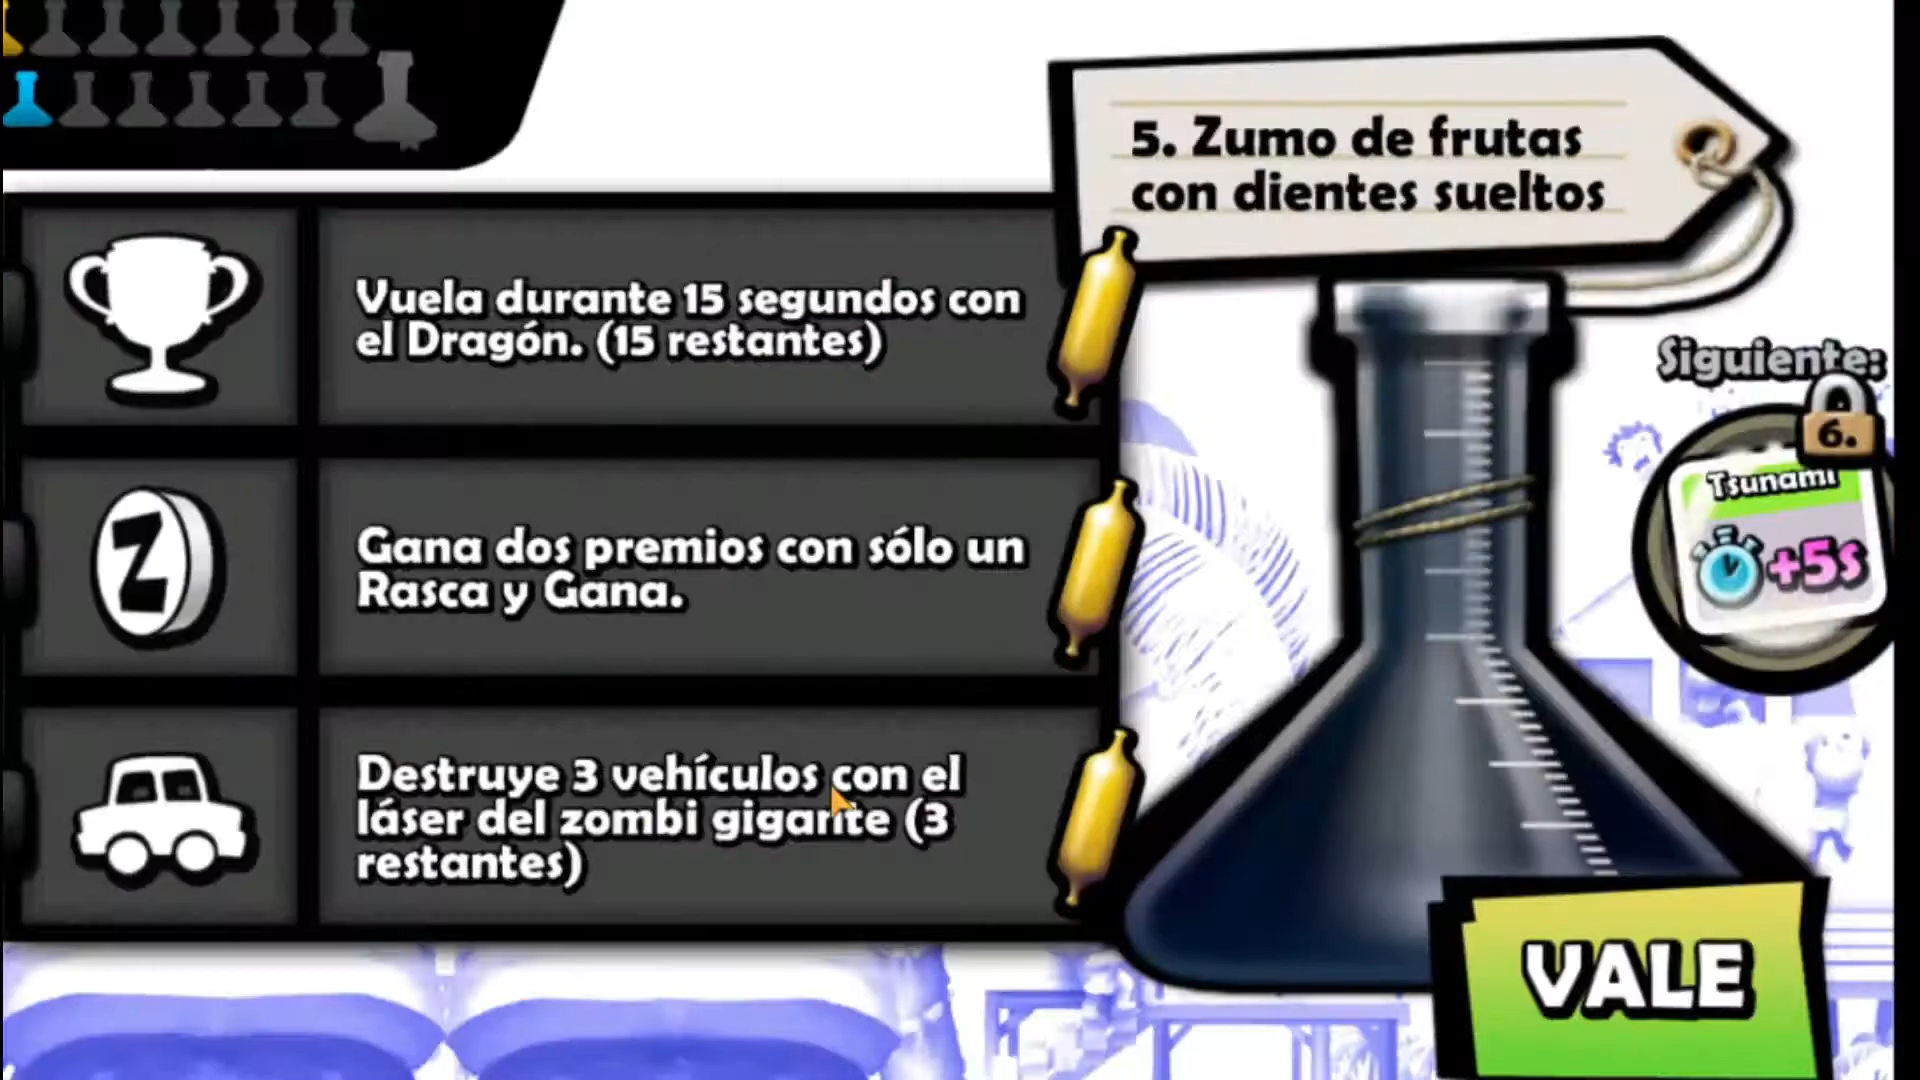 5. Zumo de frutas
con dientes sueltos
Vuela durante 15 segundos con
el Dragón. (15 restantes)
Siguiente:
6.
Tsunami
+5s
Z
Gana dos premios con sólo un
Rasca y Gana.
Destruye 3 vehículos con el
láser del zombi gigante (3
restantes)
VALE